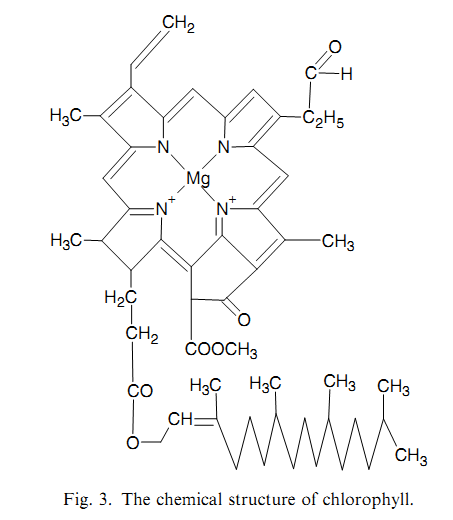 CH2
O
C H
H3C
C2H5
N N
Mg
N+ N+
H3C
CH3
H2C
O
CH2
COOCH3
CO
H3C H3C CH3 CH3
CH
O
CH3
Fig. 3. The chemical structure of chlorophyll.